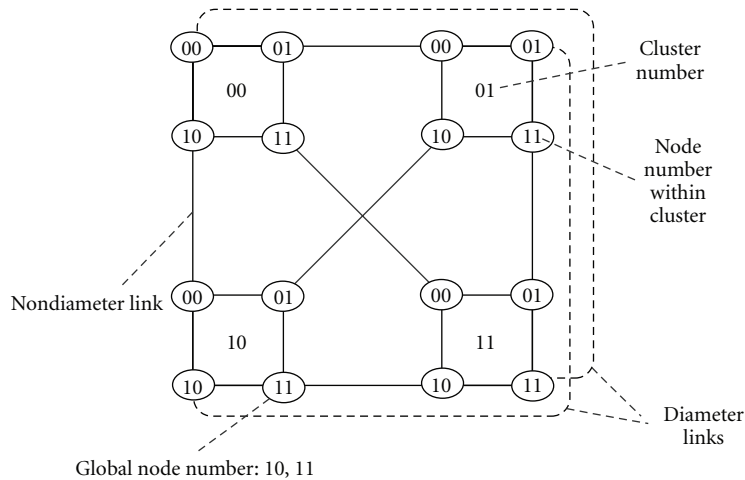 00 01 00 01
Cluster
number
00 01
10 11 10 11
Node
number
within
cluster
00 01 00 01
Nondiameter link
10 11
10 11 10 11
Diameter
links
Global node number: 10, 11